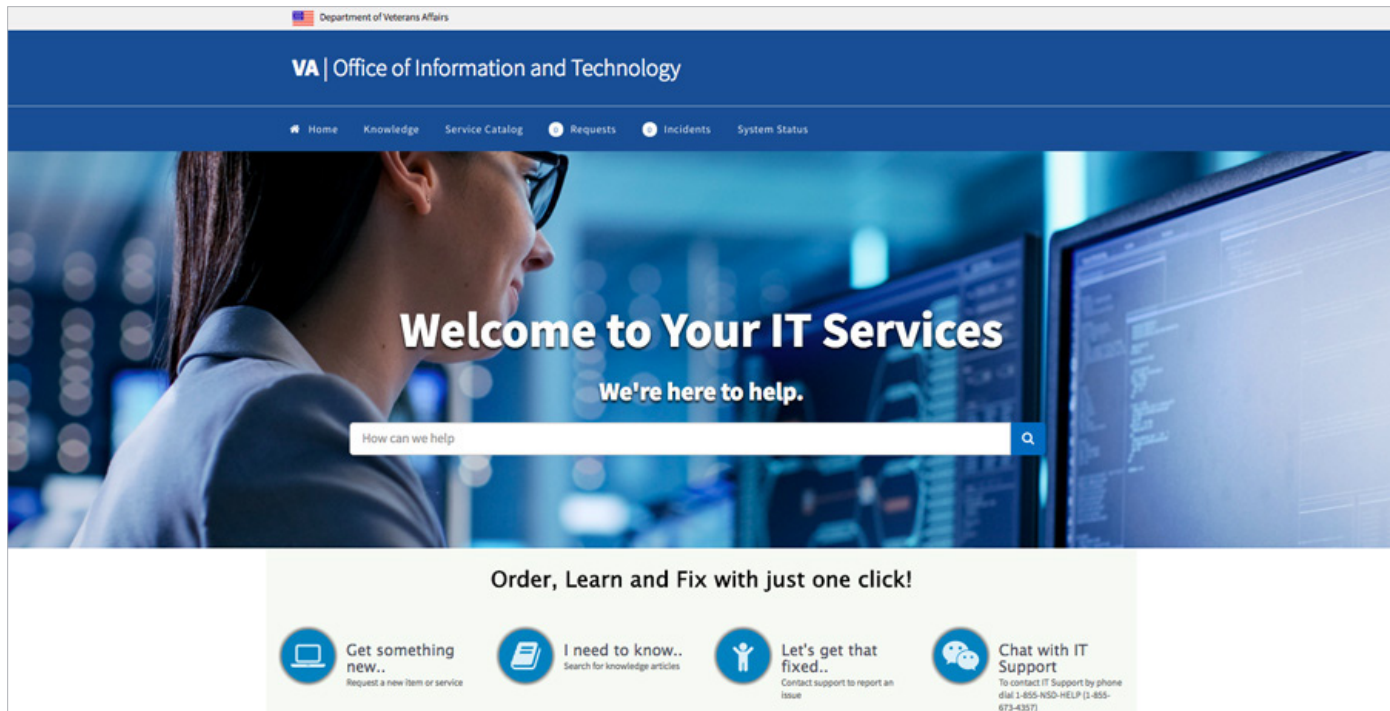 Department of Veterans Affairs
VA | Office of Information and Technology
Home Knowledge Service Catalog 0 Requests 0 Incidents System Status
Welcome to Your IT Services
We're here to help.
How can we help
Order, Learn and Fix with just one click!
Get something
new..
Request a new item or service
I need to know..
Search for knowledge articles
Let's get that
fixed..
Contact support to report an
issue
Chat with IT
Support
To contact IT Support by phone
dial 1-855-NSD-HELP (1-855-
673-4357)